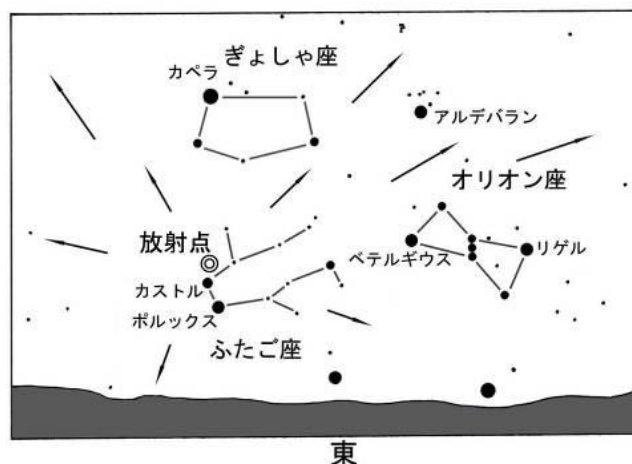 ぎょしゃ座
カペラ
アルデバラン
オリオン座
放射点
ベテルギウス
リゲル
カストル
ポルックス
ふたご座
東